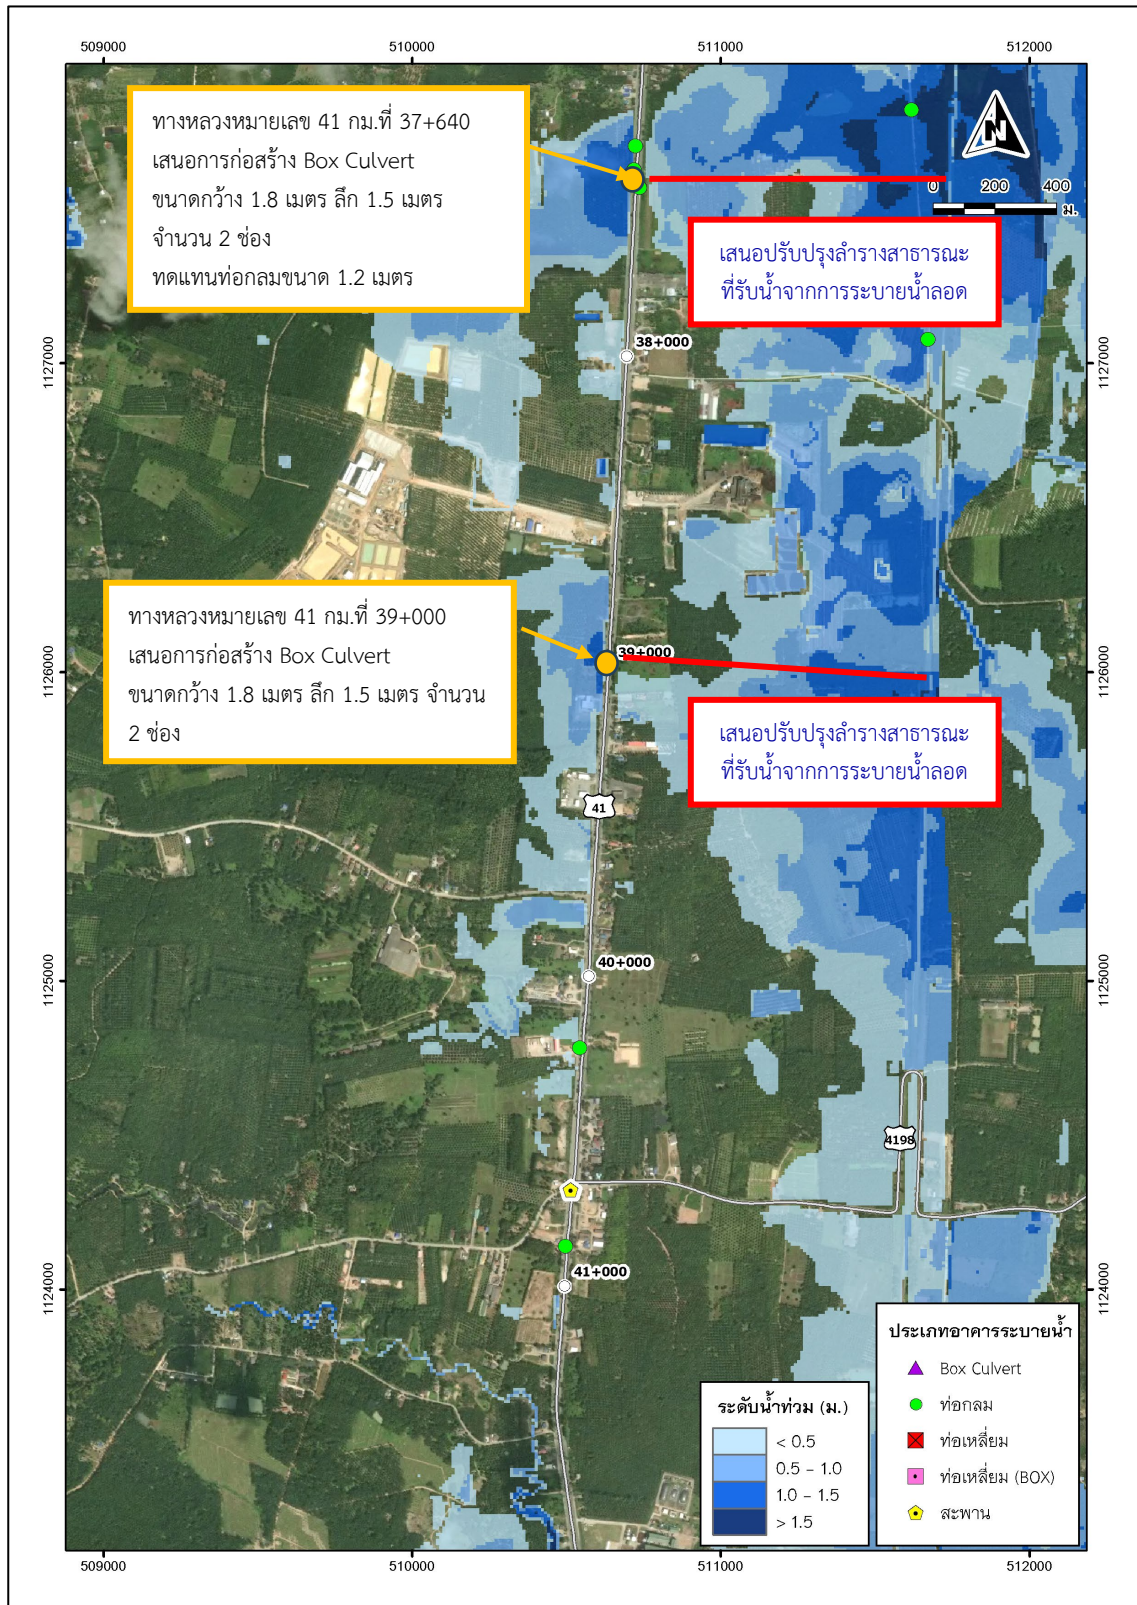 509000
510000
511000
512000
ทางหลวงหมายเลข 41 กม.ที่ 37+640
เสนอการก่อสร้าง Box Culvert
ขนาดกว้าง 1.8 เมตร ลึก 1.5 เมตร
จำนวน 2 ช่อง
ทดแทนท่อกลมขนาด 1.2 เมตร
N
0 200 400
ม.
เสนอปรับปรุงลำรางสาธารณะ
ที่รับน้ำจากการระบายน้ำลอด
38+000
1127000
1127000
ทางหลวงหมายเลข 41 กม.ที่ 39+000
เสนอการก่อสร้าง Box Culvert
ขนาดกว้าง 1.8 เมตร ลึก 1.5 เมตร จำนวน
2 ช่อง
39+000
1126000
1126000
เสนอปรับปรุงลำรางสาธารณะ
ที่รับน้ำจากการระบายน้ำลอด
41
40+000
1125000
1125000
4198
41+000
1124000
1124000
ระดับน้ำท่วม (ม.)
< 0.5
0.5 - 1.0
1.0 - 1.5
> 1.5
ประเภทอาคารระบายน้ำ
Box Culvert
ท่อกลม
ท่อเหลี่ยม
ท่อเหลี่ยม (BOX)
สะพาน
509000
510000
511000
512000